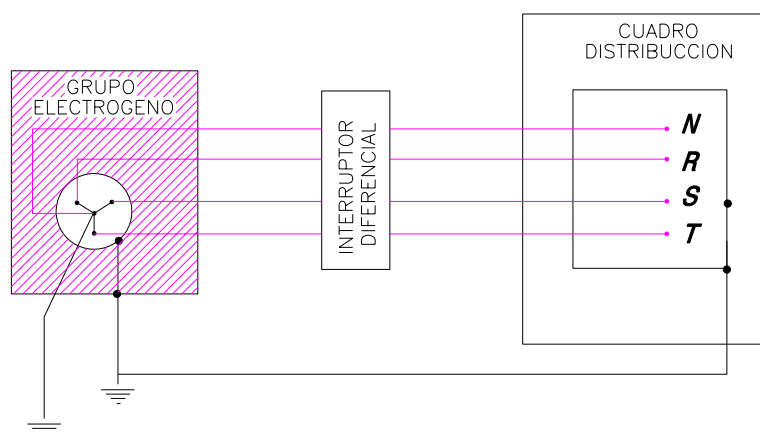 GRUPO
ELECTROGENO
INTERRUPTOR
DIFERENCIAL
CUADRO
DISTRIBUCCION
N
R
S
T